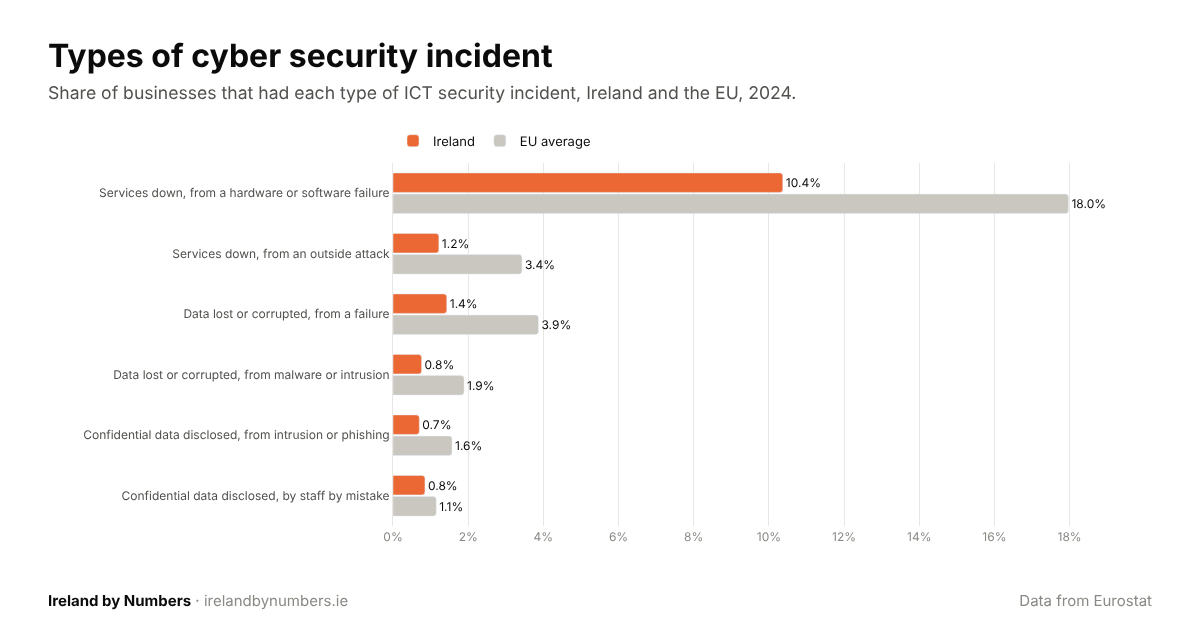 Types of cyber security incident
Share of businesses that had each type of ICT security incident, Ireland and the EU, 2024.
Ireland EU average
Services down, from a hardware or software failure
10.4%
18.0%
Services down, from an outside attack
1.2%
3.4%
Data lost or corrupted, from a failure
1.4%
3.9%
Data lost or corrupted, from malware or intrusion
0.8%
1.9%
Confidential data disclosed, from intrusion or phishing
0.7%
1.6%
Confidential data disclosed, by staff by mistake
0.8%
1.1%
0% 2% 4% 6% 8% 10% 12% 14% 16% 18%
Ireland by Numbers · irelandbynumbers.ie
Data from Eurostat